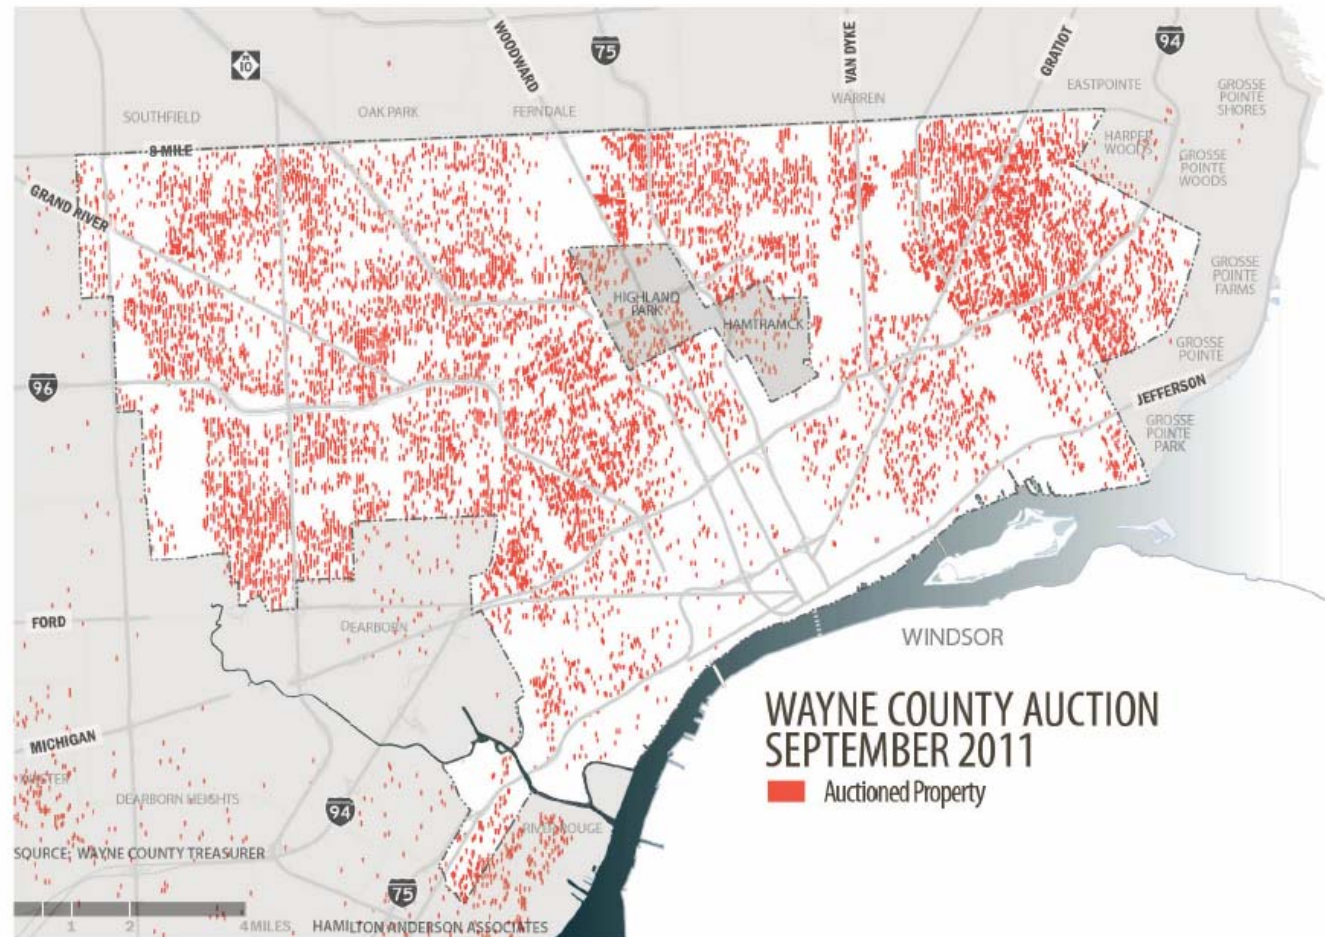 WOODWARD
75
VAN DYKE
GRATIOT
94
M
10
EASTPOINTE
GROSSE
POINTE
SHORES
SOUTHFIELD
OAK PARK
FERNDALE
WARREIN
8 MILE
HARPER
WOODS
GROSSE
POINTE
WOODS
GRAND RIVER
GROSSE
POINTE
FARMS
HIGHLAND
PARK
HAMTRAMCK
GROSSE
POINTE
96
JEFFERSON
GROSSE
POINTE
PARK
FORD
DEARBORN
WINDSOR
WAYNE COUNTY AUCTION
SEPTEMBER 2011
Auctioned Property
MICHIGAN
DEARBORN HEIGHTS
94
RIVER ROUGE
SOURCE: WAYNE COUNTY TREASURER
75
1 2 4 MILES
HAMILTON ANDERSON ASSOCIATES